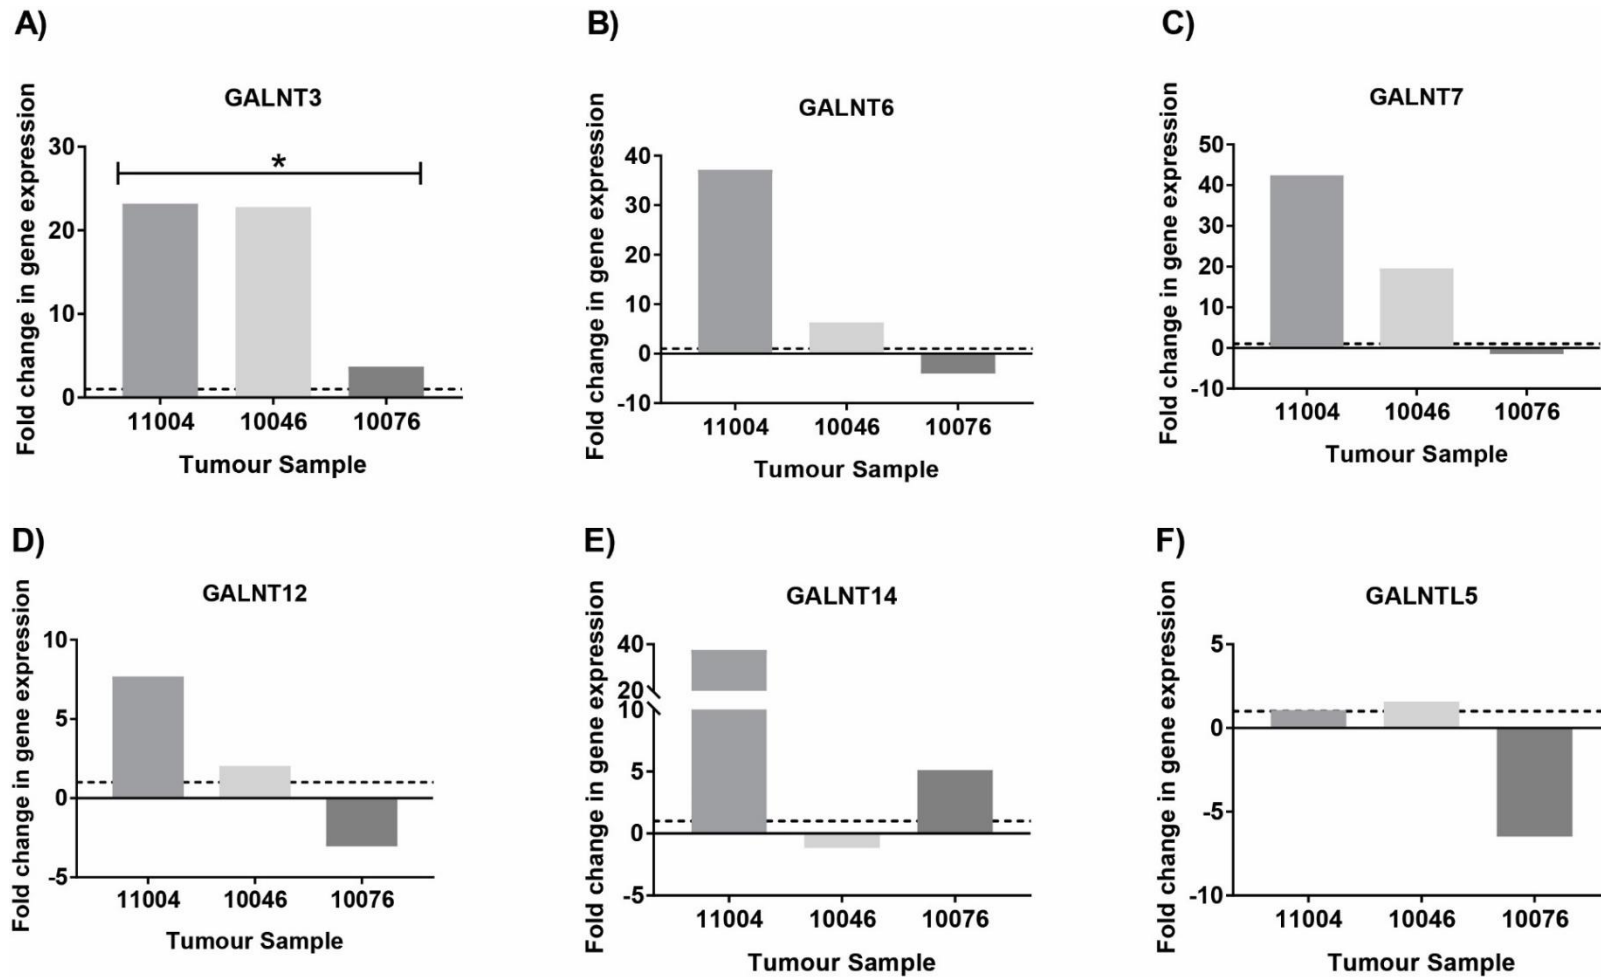 A)
GALNT3
Fold change in gene expression
30
20
10
0
*
11004 10046 10076
Tumour Sample
B)
GALNT6
Fold change in gene expression
40
30
20
10
0
-10
11004 10046 10076
Tumour Sample
C)
GALNT7
Fold change in gene expression
50
40
30
20
10
0
-10
11004 10046 10076
Tumour Sample
D)
GALNT12
Fold change in gene expression
10
5
0
-5
11004 10046 10076
Tumour Sample
E)
GALNT14
Fold change in gene expression
40
20
10
5
0
-5
11004 10046 10076
Tumour Sample
F)
GALNTL5
Fold change in gene expression
5
0
-5
-10
11004 10046 10076
Tumour Sample